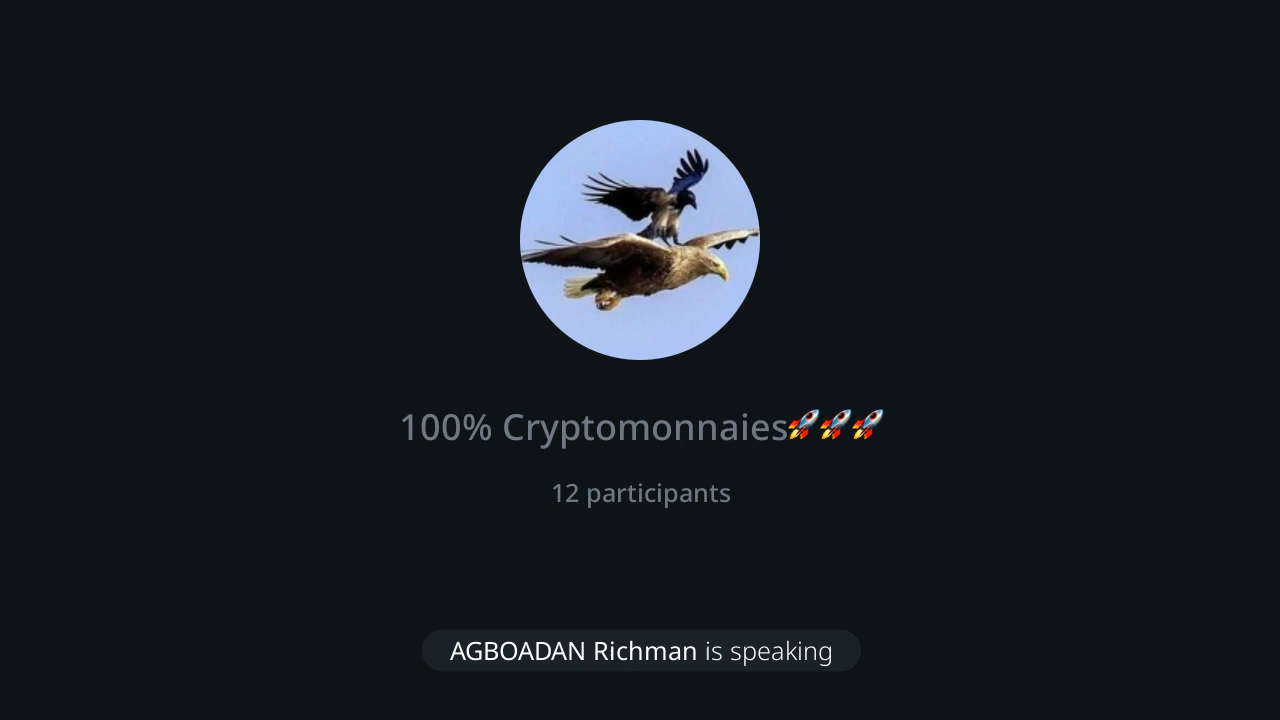 100% Cryptomonnaies🚀🚀🚀
12 participants
AGBOADAN Richman is speaking